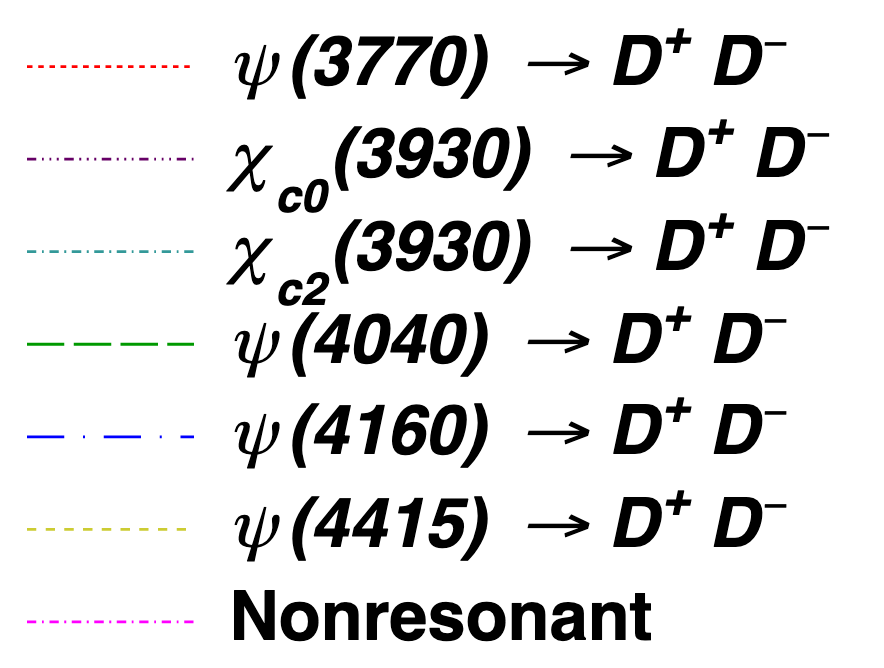 ψ(3770) → D⁺ D⁻
χc0(3930) → D⁺ D⁻
χc2(3930) → D⁺ D⁻
ψ(4040) → D⁺ D⁻
ψ(4160) → D⁺ D⁻
ψ(4415) → D⁺ D⁻
Nonresonant